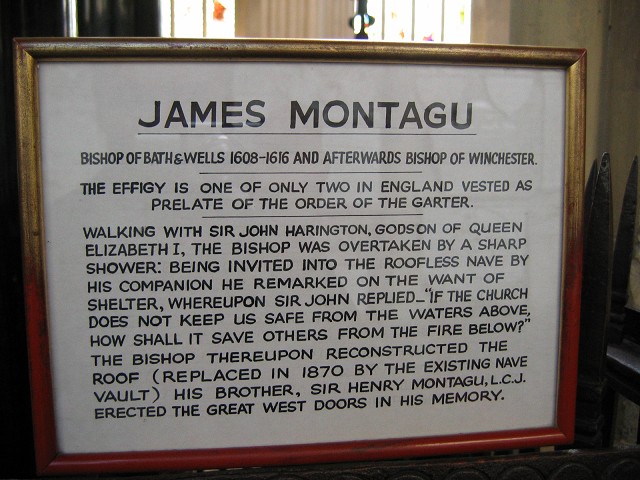 JAMES MONTAGU
BISHOP OF BATH & WELLS 1608-1616 AND AFTERWARDS BISHOP OF WINCHESTER.
THE EFFIGY IS ONE OF ONLY TWO IN ENGLAND VESTED AS
PRELATE OF THE ORDER OF THE GARTER.
WALKING WITH SIR JOHN HARINGTON, GODSON OF QUEEN
ELIZABETH I, THE BISHOP WAS OVERTAKEN BY A SHARP
SHOWER: BEING INVITED INTO THE ROOFLESS NAVE BY
HIS COMPANION HE REMARKED ON THE WANT OF
SHELTER, WHEREUPON SIR JOHN REPLIED_"IF THE CHURCH
DOES NOT KEEP US SAFE FROM THE WATERS ABOVE,
HOW SHALL IT SAVE OTHERS FROM THE FIRE BELOW?"
THE BISHOP THEREUPON RECONSTRUCTED THE
ROOF (REPLACED IN 1870 BY THE EXISTING NAVE
VAULT) HIS BROTHER, SIR HENRY MONTAGU, L.C.J.
ERECTED THE GREAT WEST DOORS IN HIS MEMORY.